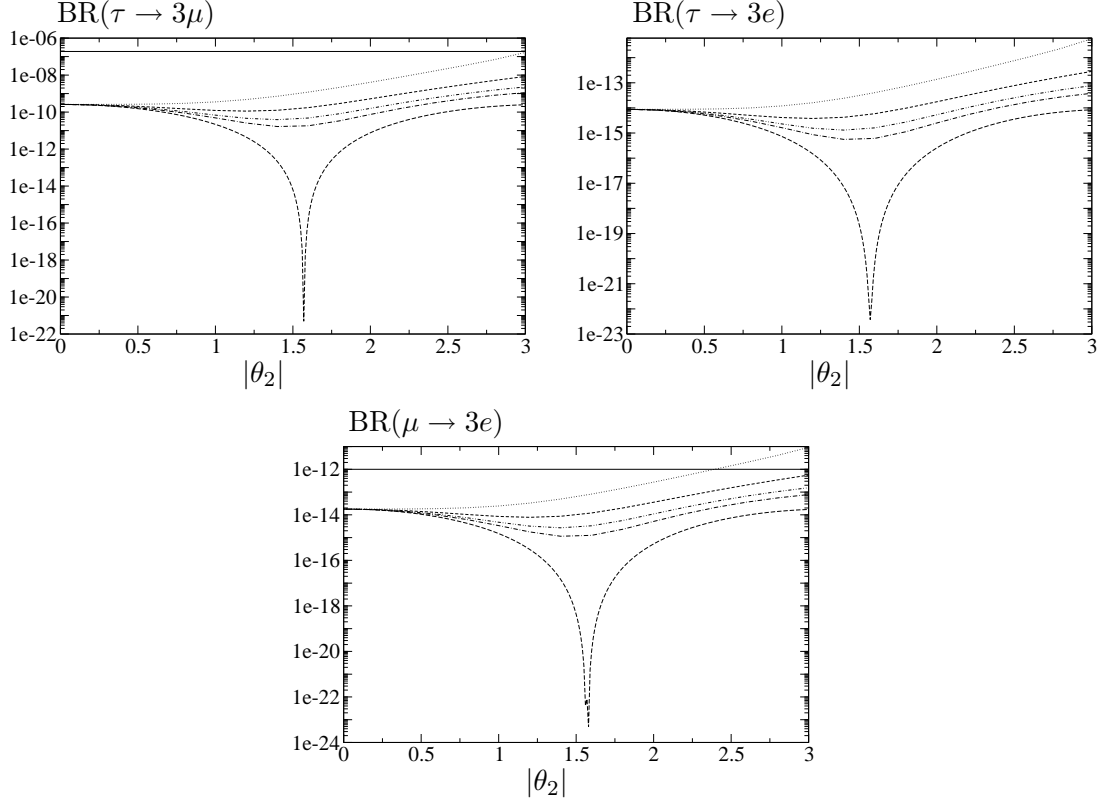 BR(τ → 3μ)
1e-06
1e-08
1e-10
1e-12
1e-14
1e-16
1e-18
1e-20
1e-22
0 0.5 1 1.5 2 2.5 3
|θ₂|
BR(τ → 3e)
1e-13
1e-15
1e-17
1e-19
1e-21
1e-23
0 0.5 1 1.5 2 2.5 3
|θ₂|
BR(μ → 3e)
1e-12
1e-14
1e-16
1e-18
1e-20
1e-22
1e-24
0 0.5 1 1.5 2 2.5 3
|θ₂|